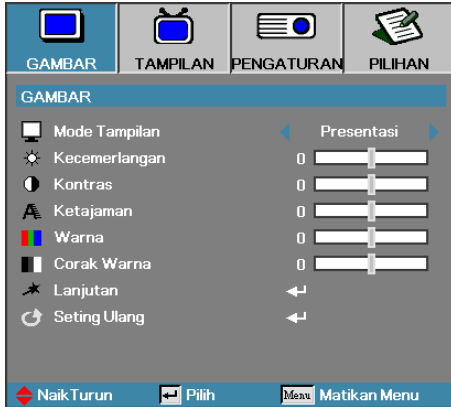 GAMBAR TAMPILAN PENGATURAN PILIHAN
GAMBAR
Mode Tampilan Presentasi
Kecemerlangan 0
Kontras 0
Ketajaman 0
Warna 0
Corak Warna 0
Lanjutan
Seting Ulang
NaikTurun Pilih Menu Matikan Menu